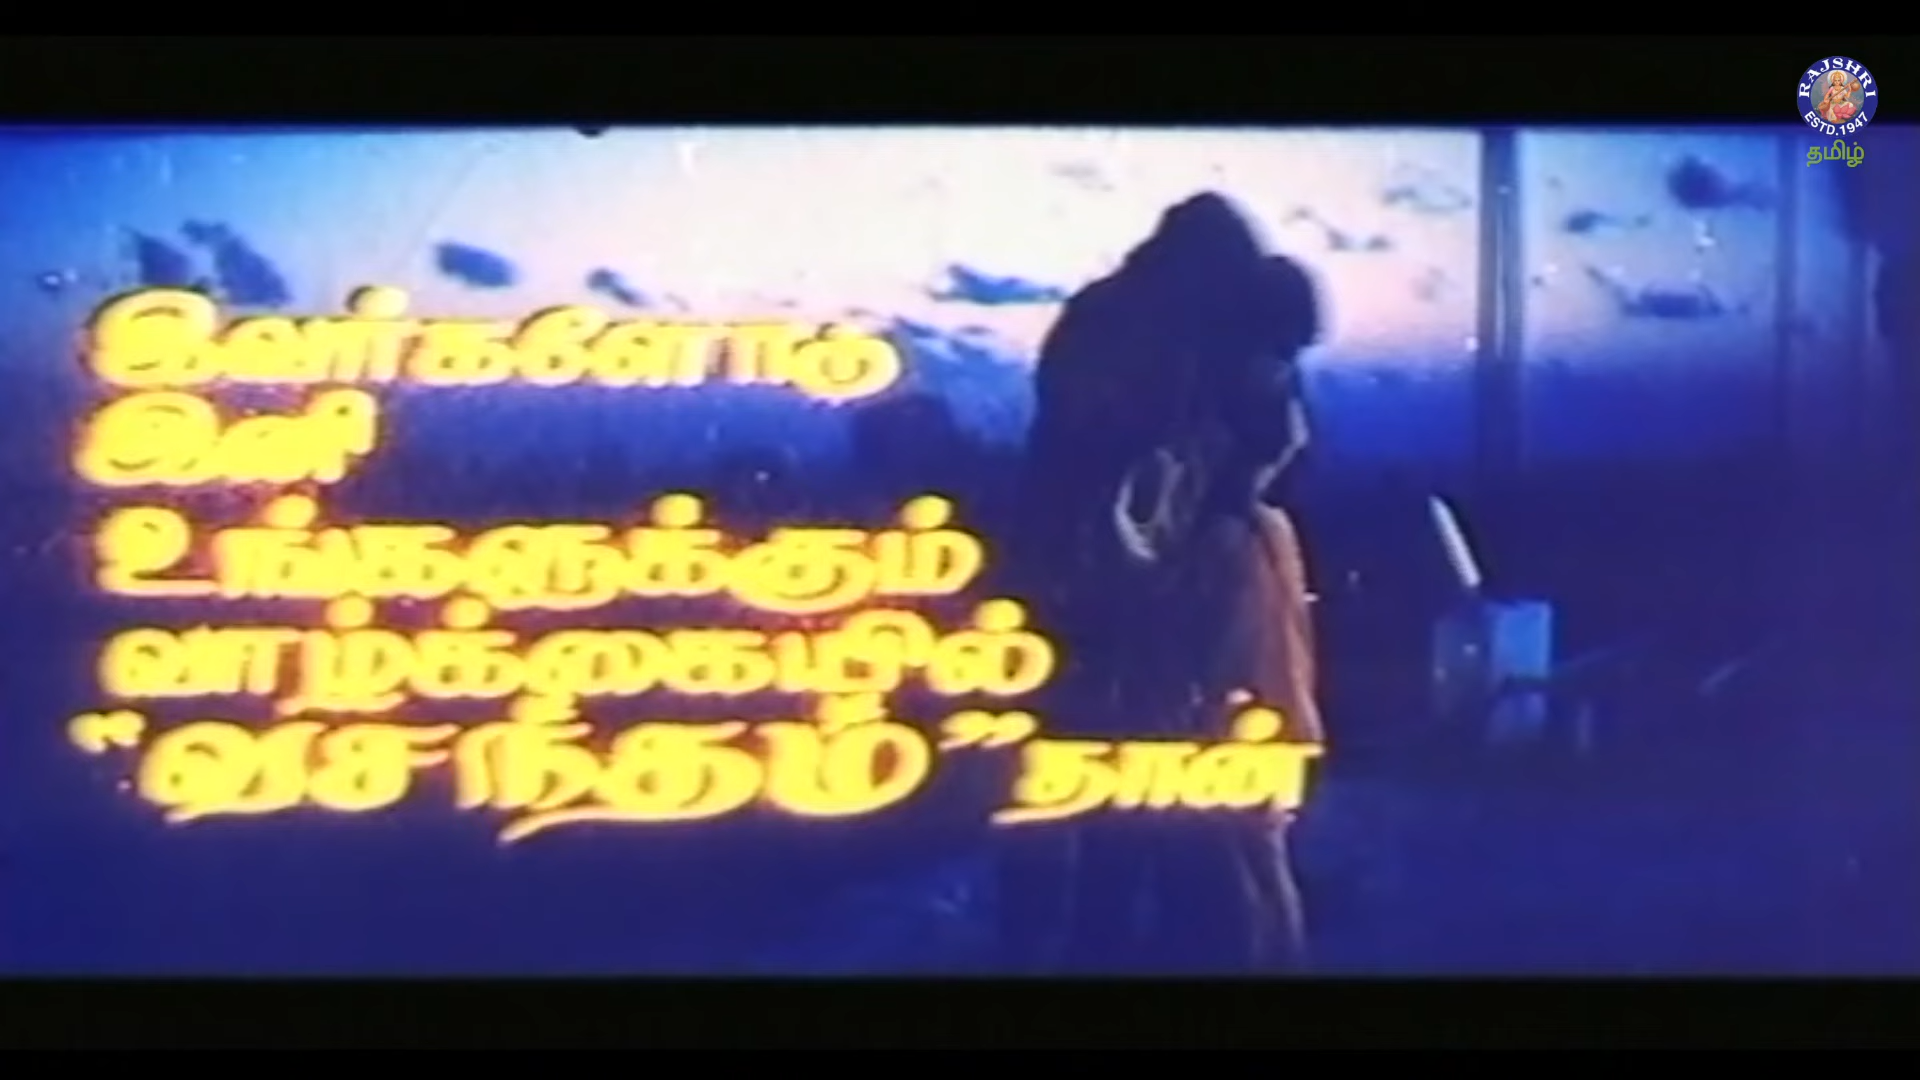 RAJSHRI
ESTD.1947
தமிழ்
இவர்களோடு
இனி
உங்களுக்கும்
வாழ்க்கையில்
“வசந்தம்” தான்